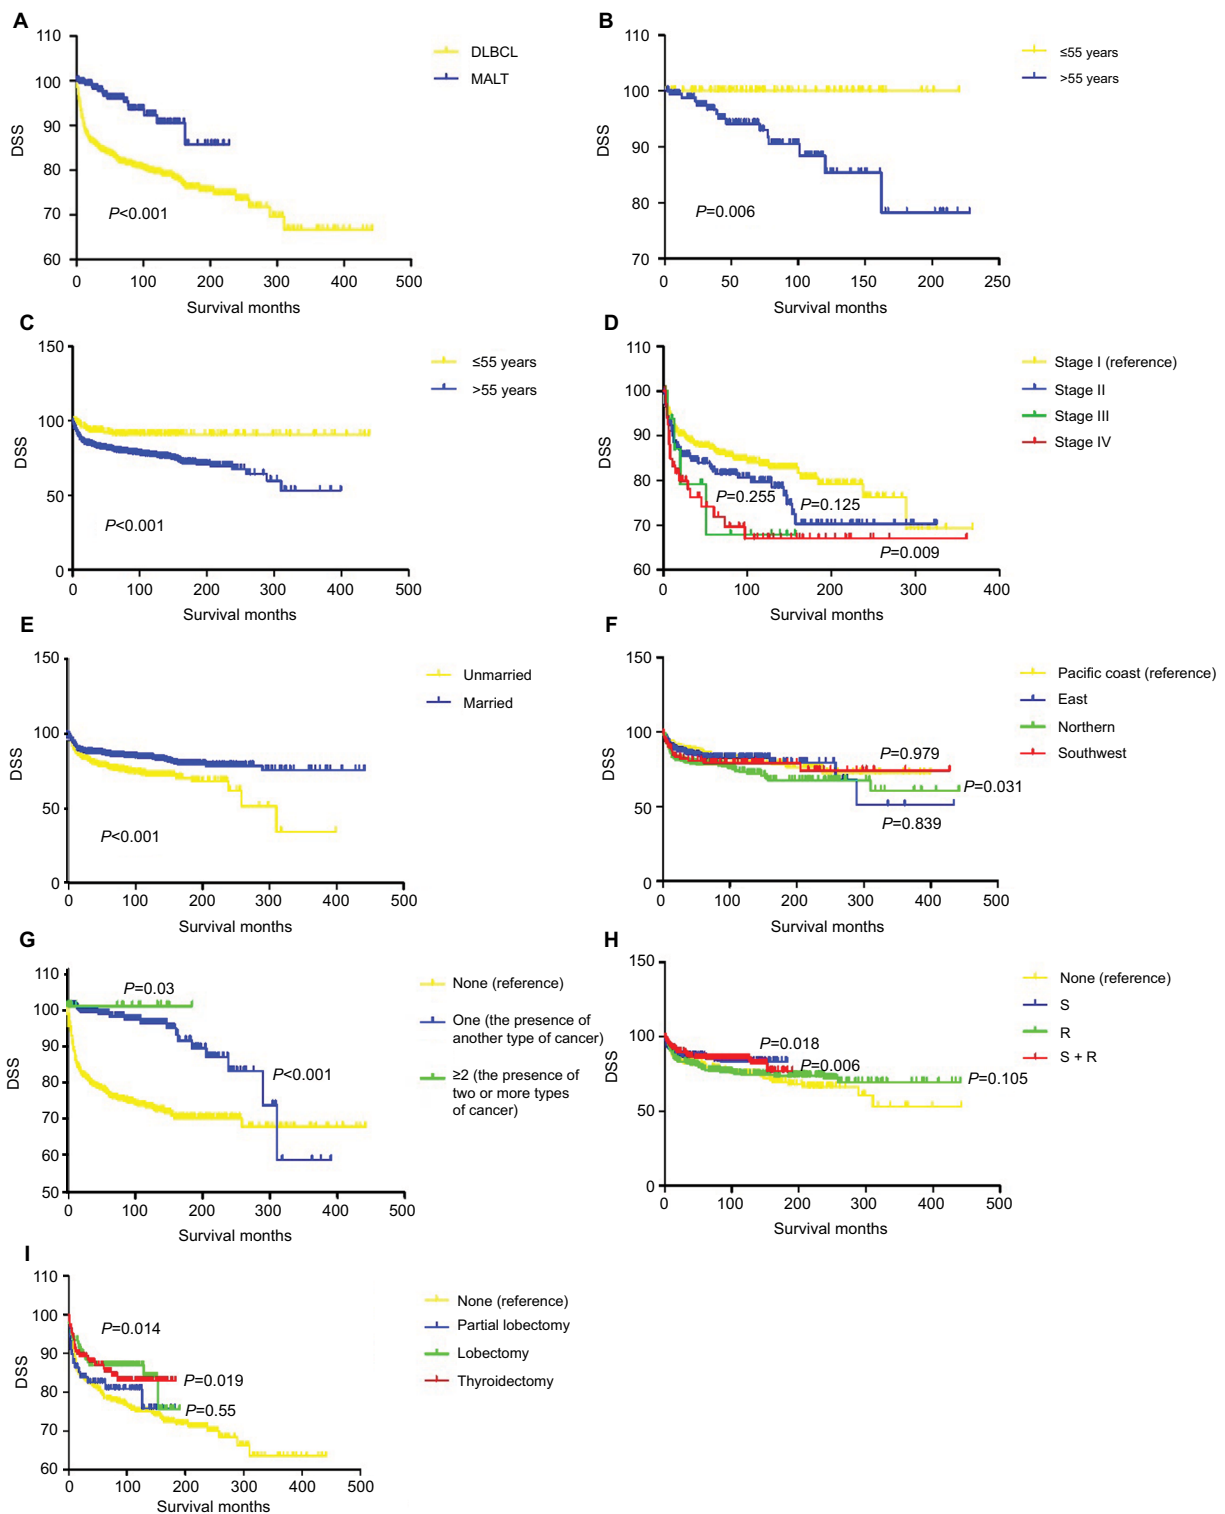 A
110
100
90
80
70
60
DSS
0 100 200 300 400 500
Survival months
P<0.001
DLBCL
MALT
B
110
100
90
80
70
DSS
0 50 100 150 200 250
Survival months
P=0.006
≤55 years
>55 years
C
150
100
50
0
DSS
0 100 200 300 400 500
Survival months
P<0.001
≤55 years
>55 years
D
110
100
90
80
70
60
DSS
0 100 200 300 400
Survival months
P=0.255
P=0.125
P=0.009
Stage I (reference)
Stage II
Stage III
Stage IV
E
150
100
50
0
DSS
0 100 200 300 400 500
Survival months
P<0.001
Unmarried
Married
F
150
100
50
0
DSS
0 100 200 300 400 500
Survival months
P=0.979
P=0.031
P=0.839
Pacific coast (reference)
East
Northern
Southwest
G
110
100
90
80
70
60
50
DSS
0 100 200 300 400 500
Survival months
P=0.03
P<0.001
None (reference)
One (the presence of
another type of cancer)
≥2 (the presence of
two or more types
of cancer)
H
150
100
50
0
DSS
0 100 200 300 400 500
Survival months
P=0.018
P=0.006
P=0.105
None (reference)
S
R
S + R
I
110
100
90
80
70
60
DSS
0 100 200 300 400 500
Survival months
P=0.014
P=0.019
P=0.55
None (reference)
Partial lobectomy
Lobectomy
Thyroidectomy